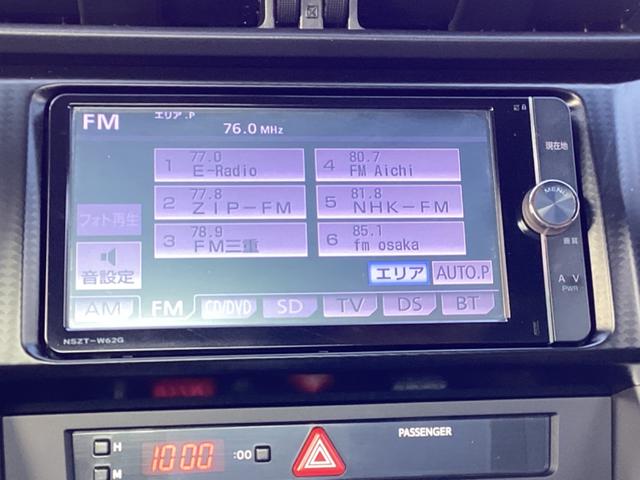 FM エリア.P
76.0 MHz
1 77.0 E-Radio
2 77.8 ZIP-FM
3 78.9 FM三重
4 80.7 FM Aichi
5 81.8 NHK-FM
6 85.1 fm osaka
フォト再生
音設定
エリア AUTO.P
AM FM CD/DVD SD TV DS BT
NSZT-W62G
現在地
MENU
画質
A V
PWR
PASSENGER
H 10:00 :00
M